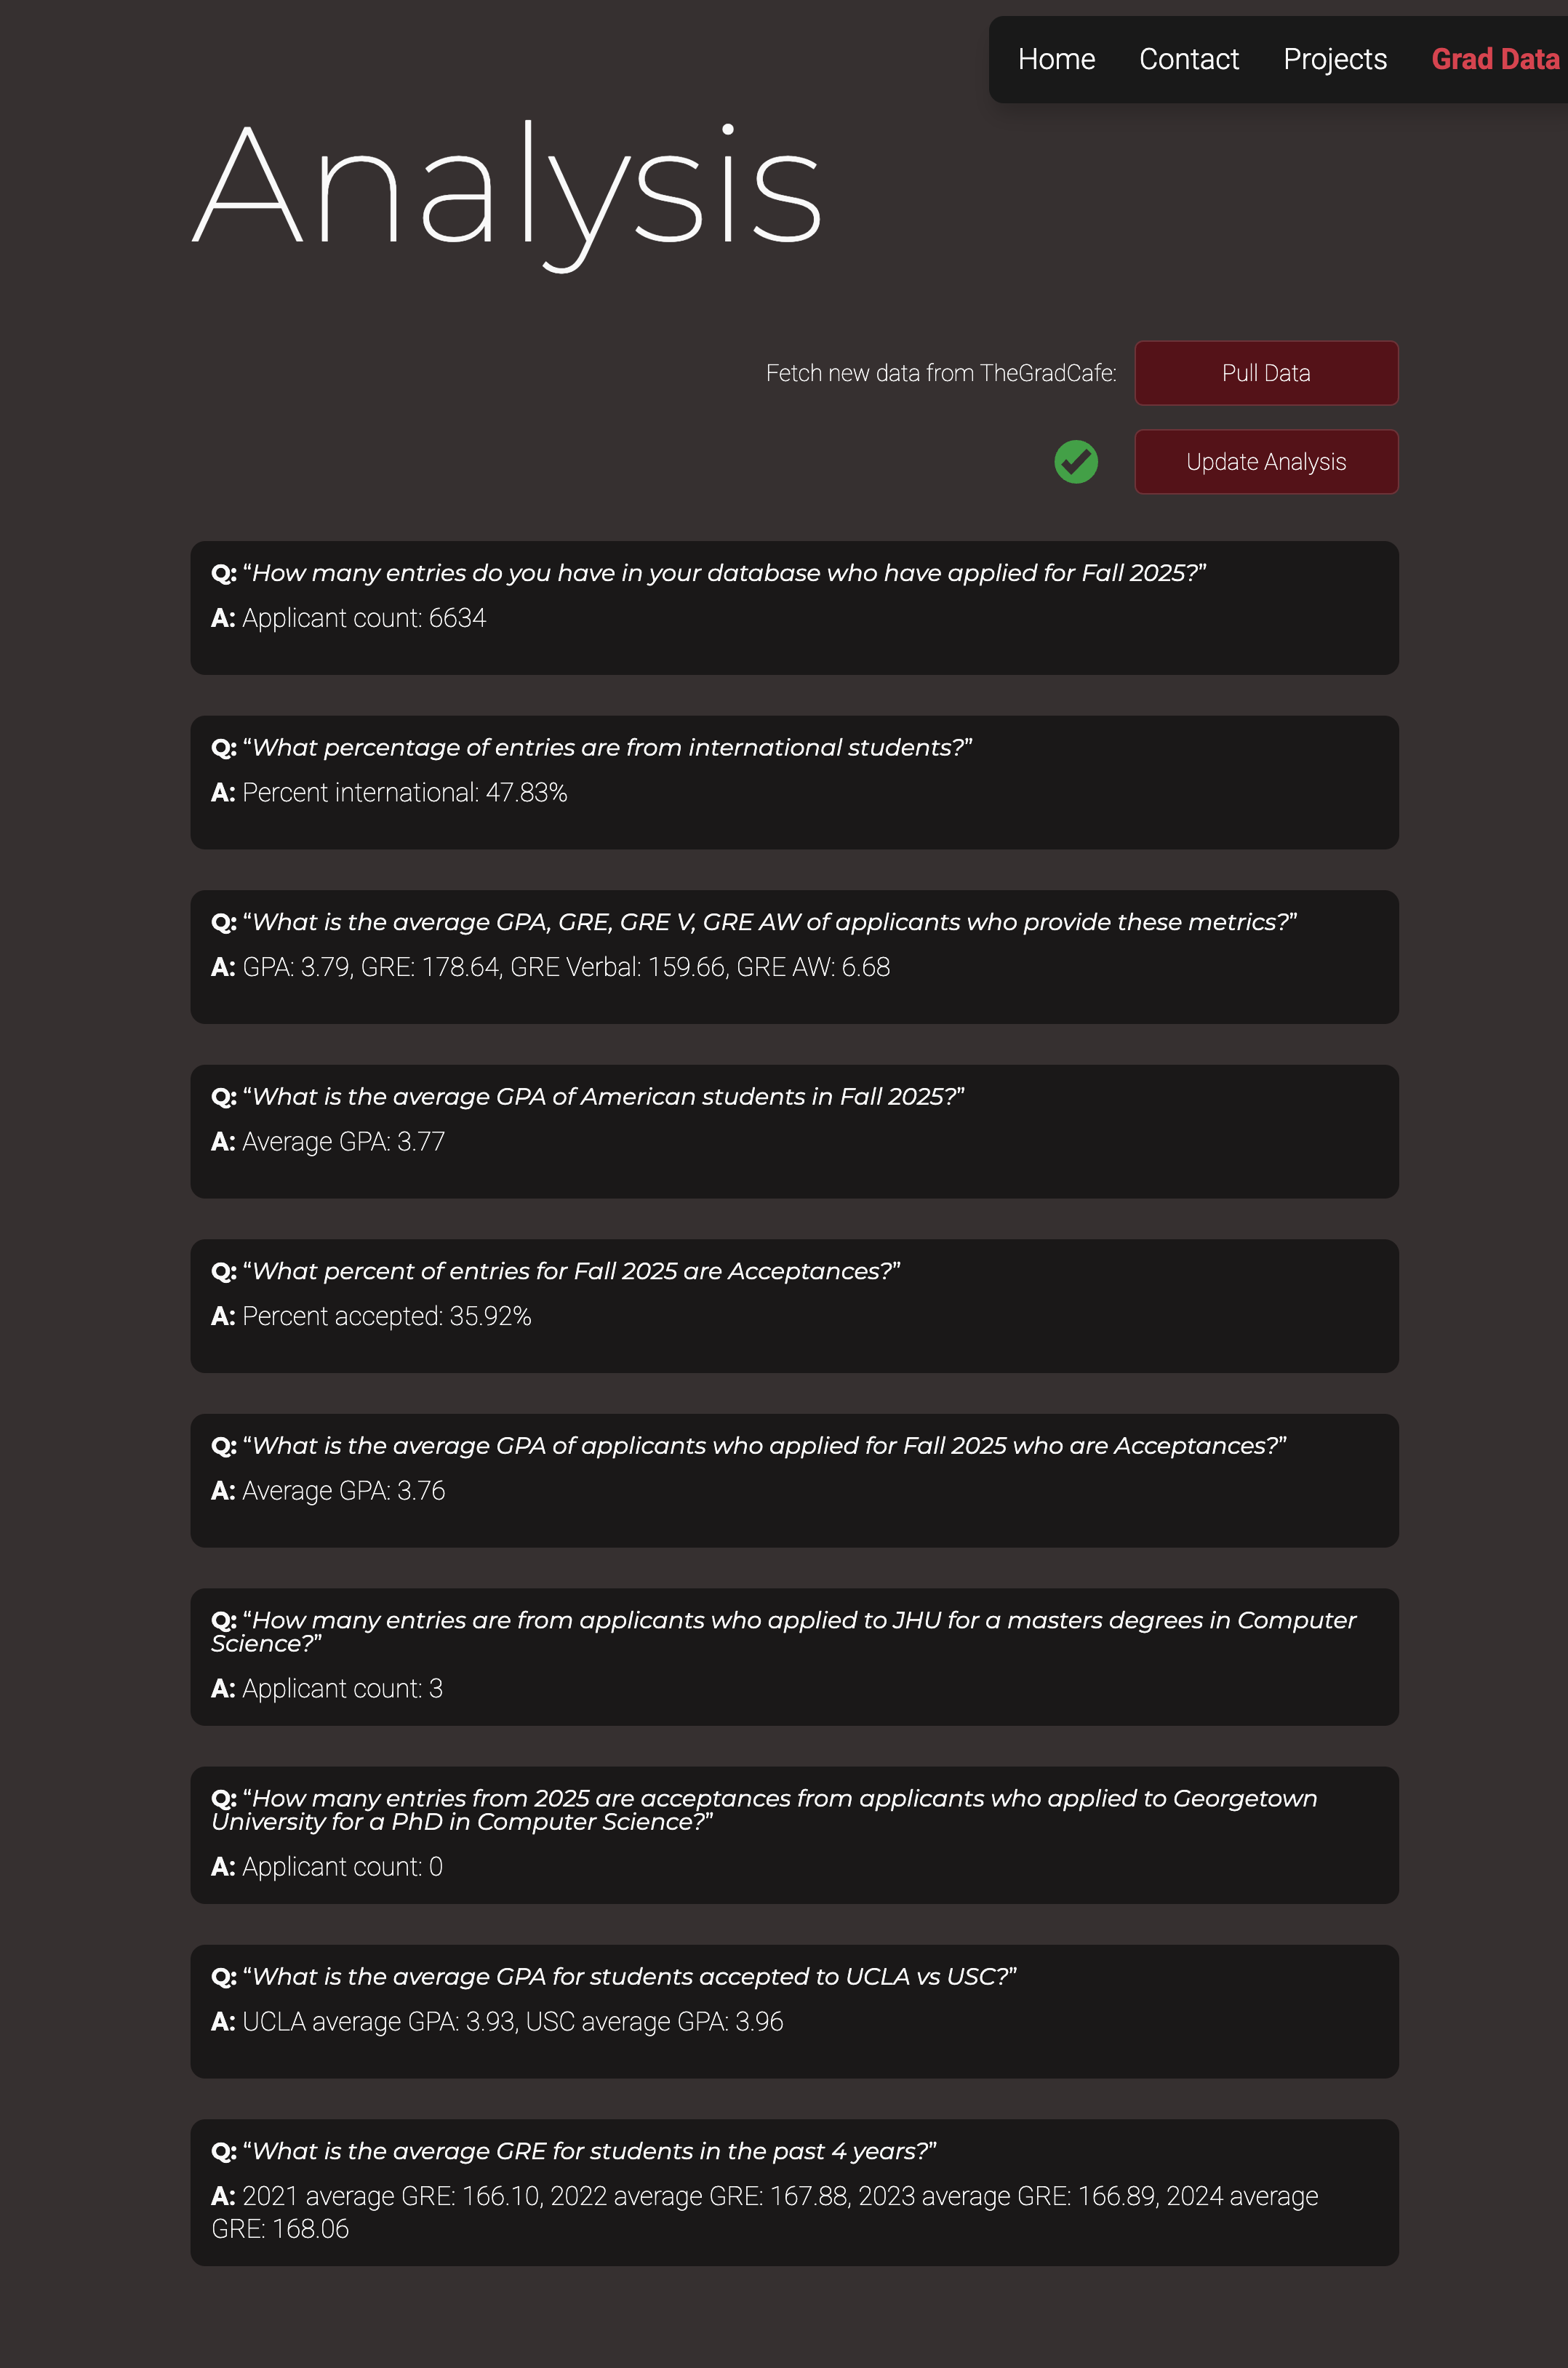 Home Contact Projects Grad Data
Analysis
Fetch new data from TheGradCafe: Pull Data
Update Analysis
Q: “How many entries do you have in your database who have applied for Fall 2025?”
A: Applicant count: 6634
Q: “What percentage of entries are from international students?”
A: Percent international: 47.83%
Q: “What is the average GPA, GRE, GRE V, GRE AW of applicants who provide these metrics?”
A: GPA: 3.79, GRE: 178.64, GRE Verbal: 159.66, GRE AW: 6.68
Q: “What is the average GPA of American students in Fall 2025?”
A: Average GPA: 3.77
Q: “What percent of entries for Fall 2025 are Acceptances?”
A: Percent accepted: 35.92%
Q: “What is the average GPA of applicants who applied for Fall 2025 who are Acceptances?”
A: Average GPA: 3.76
Q: “How many entries are from applicants who applied to JHU for a masters degrees in Computer
Science?”
A: Applicant count: 3
Q: “How many entries from 2025 are acceptances from applicants who applied to Georgetown
University for a PhD in Computer Science?”
A: Applicant count: 0
Q: “What is the average GPA for students accepted to UCLA vs USC?”
A: UCLA average GPA: 3.93, USC average GPA: 3.96
Q: “What is the average GRE for students in the past 4 years?”
A: 2021 average GRE: 166.10, 2022 average GRE: 167.88, 2023 average GRE: 166.89, 2024 average
GRE: 168.06